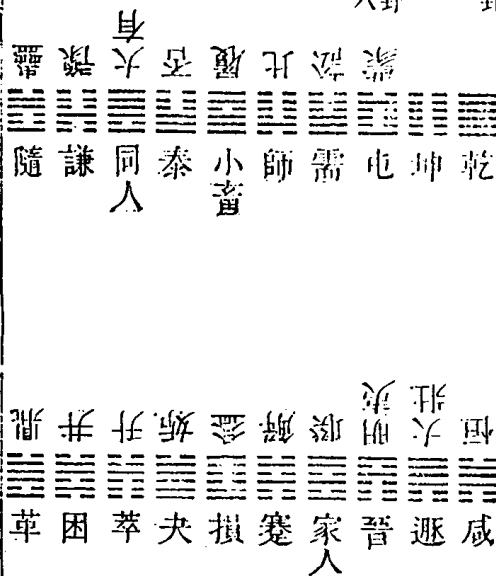 蒙 訟 比 履 否 大有 豫 蠱
乾 坤 屯 需 師 小畜 泰 同人 謙 隨
恒 大壯 明夷 睽 解 益 姤 升 井 鼎
咸 遯 晉 家人 蹇 損 夬 萃 困 革